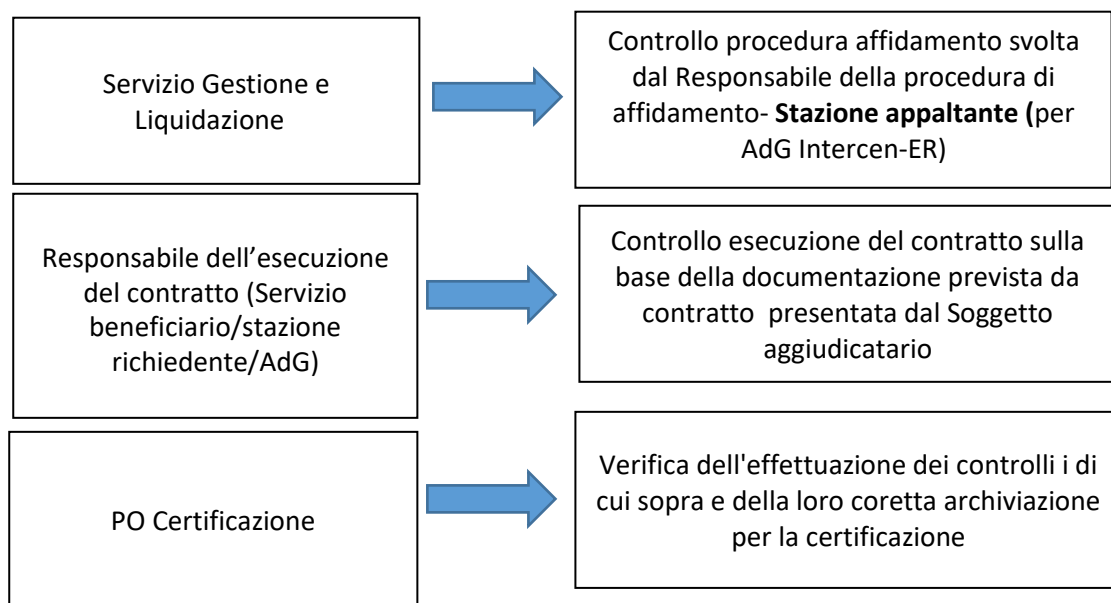 Servizio Gestione e
Liquidazione
Controllo procedura affidamento svolta
dal Responsabile della procedura di
affidamento- Stazione appaltante (per
AdG Intercen-ER)
Responsabile dell’esecuzione
del contratto (Servizio
beneficiario/stazione
richiedente/AdG)
Controllo esecuzione del contratto sulla
base della documentazione prevista da
contratto presentata dal Soggetto
aggiudicatario
PO Certificazione
Verifica dell'effettuazione dei controlli i di
cui sopra e della loro coretta archiviazione
per la certificazione